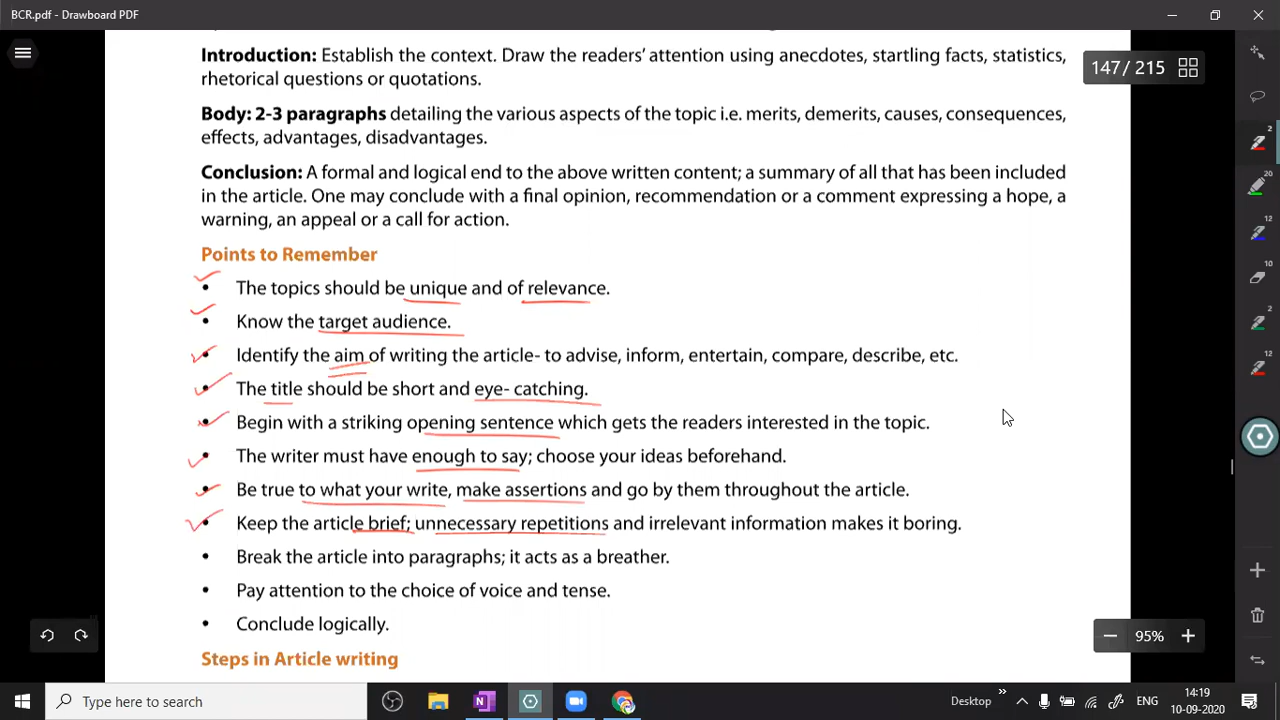 BCR.pdf - Drawboard PDF
Introduction: Establish the context. Draw the readers' attention using anecdotes, startling facts, statistics,
rhetorical questions or quotations.
147 / 215
Body: 2-3 paragraphs detailing the various aspects of the topic i.e. merits, demerits, causes, consequences,
effects, advantages, disadvantages.
Conclusion: A formal and logical end to the above written content; a summary of all that has been included
in the article. One may conclude with a final opinion, recommendation or a comment expressing a hope, a
warning, an appeal or a call for action.
Points to Remember
• The topics should be unique and of relevance.
• Know the target audience.
• Identify the aim of writing the article- to advise, inform, entertain, compare, describe, etc.
• The title should be short and eye- catching.
• Begin with a striking opening sentence which gets the readers interested in the topic.
• The writer must have enough to say; choose your ideas beforehand.
• Be true to what your write, make assertions and go by them throughout the article.
• Keep the article brief; unnecessary repetitions and irrelevant information makes it boring.
• Break the article into paragraphs; it acts as a breather.
• Pay attention to the choice of voice and tense.
• Conclude logically.
Steps in Article writing
2
20
12
10
12
12
95%
Type here to search
Desktop
ENG
14:19
10-09-2020